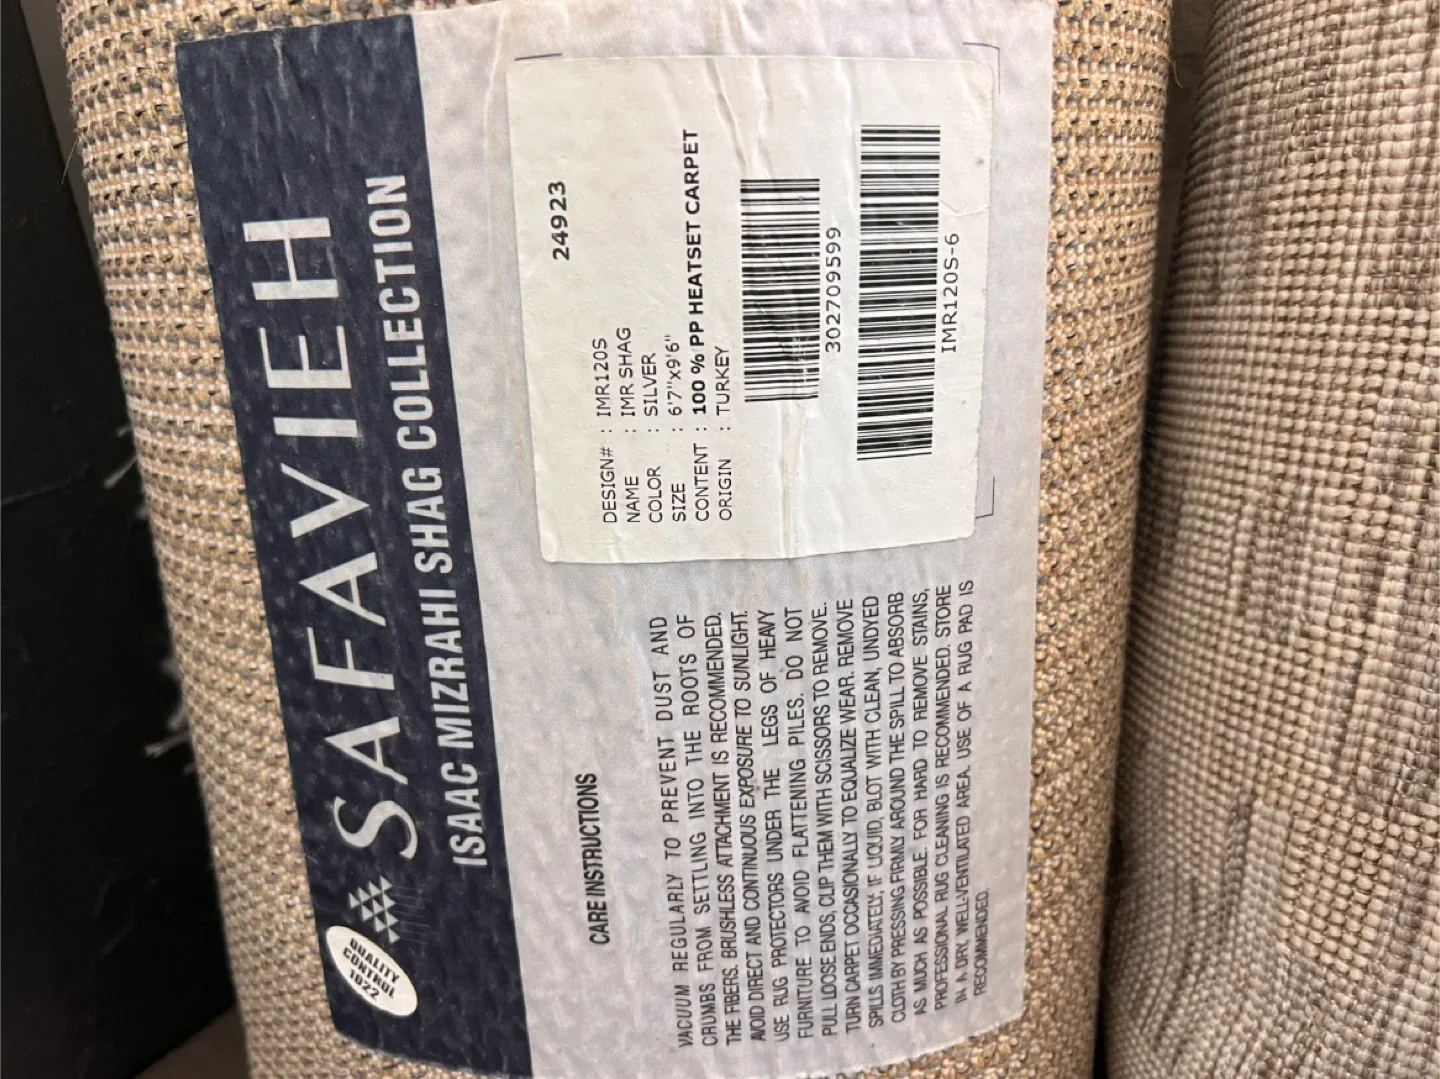 SAFAVIEH
ISAAC MIZRAHI SHAG COLLECTION
QUALITY
CONTROL
1022
24923
DESIGN# : IMR120S
NAME : IMR SHAG
COLOR : SILVER
SIZE : 6'7"x9'6"
CONTENT : 100 % PP HEATSET CARPET
ORIGIN : TURKEY
302709599
IMR120S-6
CARE INSTRUCTIONS
VACUUM REGULARLY TO PREVENT DUST AND
CRUMBS FROM SETTLING INTO THE ROOTS OF
THE FIBERS. BRUSHLESS ATTACHMENT IS RECOMMENDED.
AVOID DIRECT AND CONTINUOUS EXPOSURE TO SUNLIGHT.
USE RUG PROTECTORS UNDER THE LEGS OF HEAVY
FURNITURE TO AVOID FLATTENING PILES. DO NOT
PULL LOOSE ENDS, CLIP THEM WITH SCISSORS TO REMOVE.
TURN CARPET OCCASIONALLY TO EQUALIZE WEAR. REMOVE
SPILLS IMMEDIATELY, IF LIQUID, BLOT WITH CLEAN, UNDYED
CLOTH BY PRESSING FIRMLY AROUND THE SPILL TO ABSORB
AS MUCH AS POSSIBLE. FOR HARD TO REMOVE STAINS,
PROFESSIONAL RUG CLEANING IS RECOMMENDED. STORE
IN A DRY, WELL-VENTILATED AREA. USE OF A RUG PAD IS
RECOMMENDED.